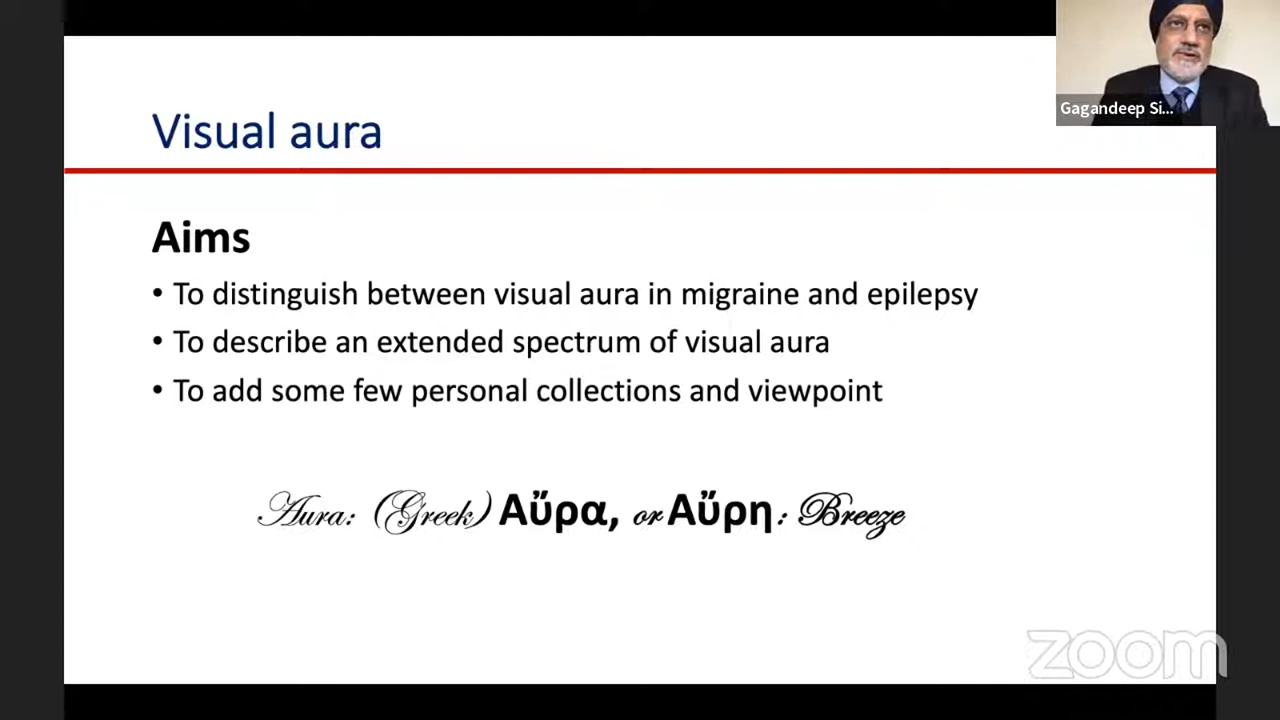 Visual aura
Gagandeep Si...
Aims
• To distinguish between visual aura in migraine and epilepsy
• To describe an extended spectrum of visual aura
• To add some few personal collections and viewpoint
Aura: (Greek) Αὔρα, or Αὔρη: Breeze
zoom